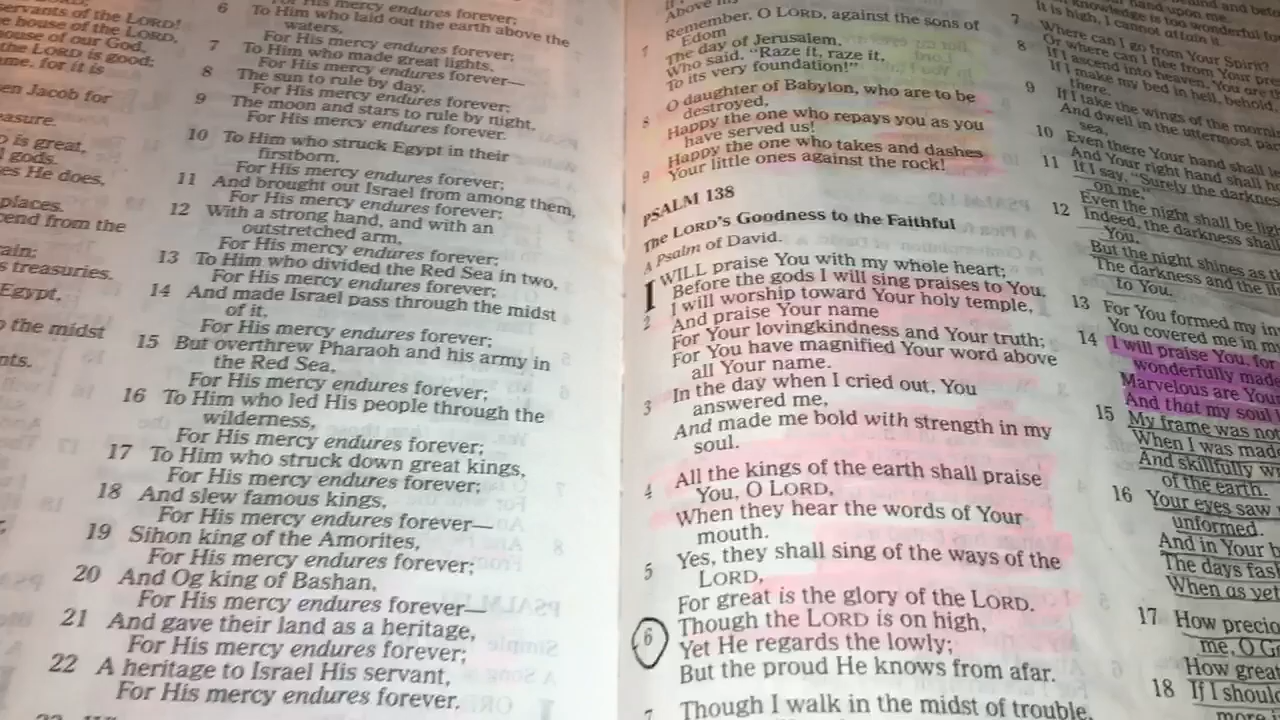 servants of the LORD!
the house of the LORD,
house of our God,
the LORD is good;
for it is
Jacob for
is great,
gods.
He does,
places.
from the
treasuries.
Egypt,
the midst
6 To Him who laid out the earth above the
waters,
For His mercy endures forever;
7 To Him who made great lights,
For His mercy endures forever—
8 The sun to rule by day,
For His mercy endures forever;
9 The moon and stars to rule by night,
For His mercy endures forever.
10 To Him who struck Egypt in their
firstborn,
For His mercy endures forever;
11 And brought out Israel from among them,
For His mercy endures forever;
12 With a strong hand, and with an
outstretched arm,
For His mercy endures forever;
13 To Him who divided the Red Sea in two,
For His mercy endures forever;
14 And made Israel pass through the midst
of it,
For His mercy endures forever;
15 But overthrew Pharaoh and his army in
the Red Sea,
For His mercy endures forever;
16 To Him who led His people through the
wilderness,
For His mercy endures forever;
17 To Him who struck down great kings,
For His mercy endures forever;
18 And slew famous kings,
For His mercy endures forever—
19 Sihon king of the Amorites,
For His mercy endures forever;
20 And Og king of Bashan,
For His mercy endures forever—
21 And gave their land as a heritage,
For His mercy endures forever;
22 A heritage to Israel His servant,
For His mercy endures forever.
7 Remember, O LORD, against the sons of
Edom
The day of Jerusalem,
Who said, "Raze it, raze it,
To its very foundation!"
8 O daughter of Babylon, who are to be
destroyed,
Happy the one who repays you as you
have served us!
9 Happy the one who takes and dashes
Your little ones against the rock!
PSALM 138
The LORD's Goodness to the Faithful
A Psalm of David.
I WILL praise You with my whole heart;
Before the gods I will sing praises to You.
2 I will worship toward Your holy temple,
And praise Your name
For Your lovingkindness and Your truth;
For You have magnified Your word above
all Your name.
3 In the day when I cried out, You
answered me,
And made me bold with strength in my
soul.
4 All the kings of the earth shall praise
You, O LORD,
When they hear the words of Your
mouth.
5 Yes, they shall sing of the ways of the
LORD,
For great is the glory of the LORD.
6 Though the LORD is on high,
Yet He regards the lowly;
But the proud He knows from afar.
7 Though I walk in the midst of trouble,
It is high, I cannot attain it.
7 Where can I go from Your Spirit?
Or where can I flee from Your
8 If I ascend into heaven, You are
If I make my bed in hell, behold,
there.
9 If I take the wings of the
And dwell in the uttermost
sea,
10 Even there Your hand shall
And Your right hand shall
11 If I say, "Surely the
on me,"
Even the night shall be
12 Indeed, the darkness shall
You,
But the night shines as
The darkness and the
to You.
13 For You formed my
You covered me in
14 I will praise You, for
wonderfully made
Marvelous are
And that my soul
15 My frame was not
When I was made
And skillfully
of the earth.
16 Your eyes saw
unformed.
And in Your
The days
When as yet
17 How
me, O
How great
18 If I